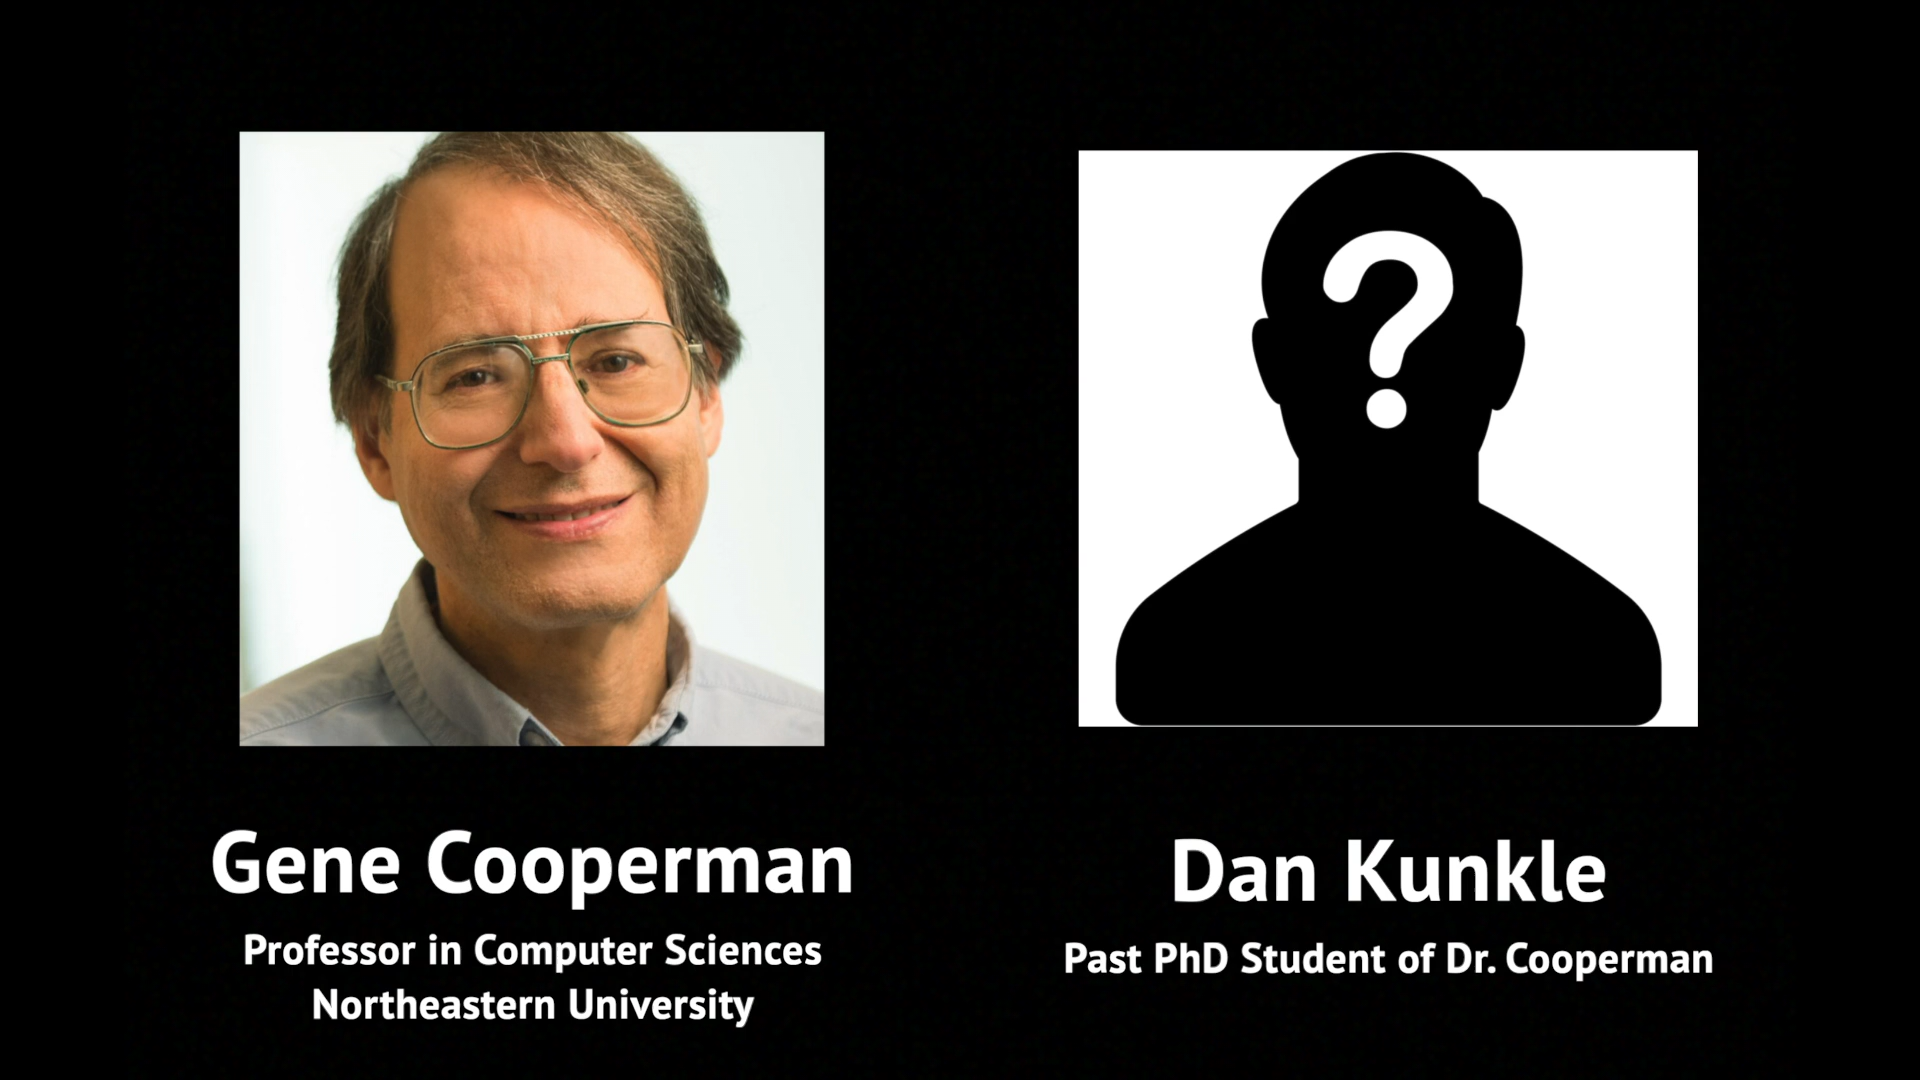 ?
Gene Cooperman
Professor in Computer Sciences
Northeastern University
Dan Kunkle
Past PhD Student of Dr. Cooperman